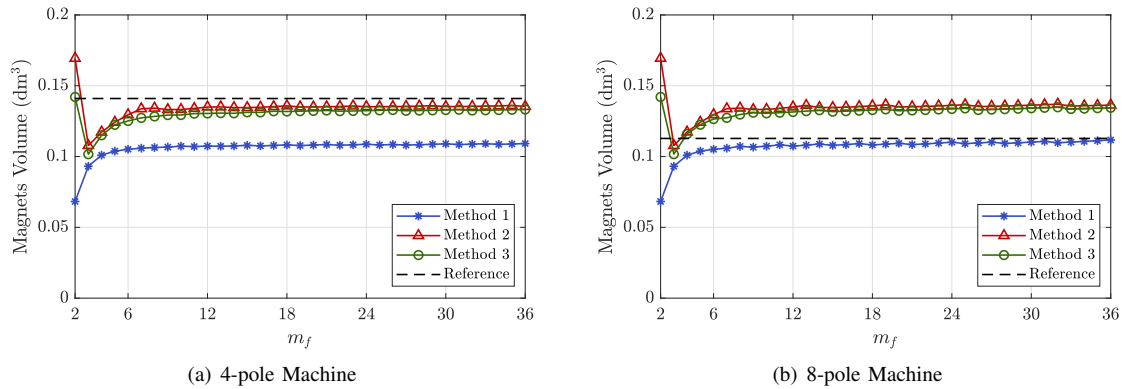 0.2
0.15
0.1
0.05
0
Magnets Volume (dm³)
2 6 12 18 24 30 36
m_f
Method 1
Method 2
Method 3
Reference
(a) 4-pole Machine
0.2
0.15
0.1
0.05
0
Magnets Volume (dm³)
2 6 12 18 24 30 36
m_f
Method 1
Method 2
Method 3
Reference
(b) 8-pole Machine